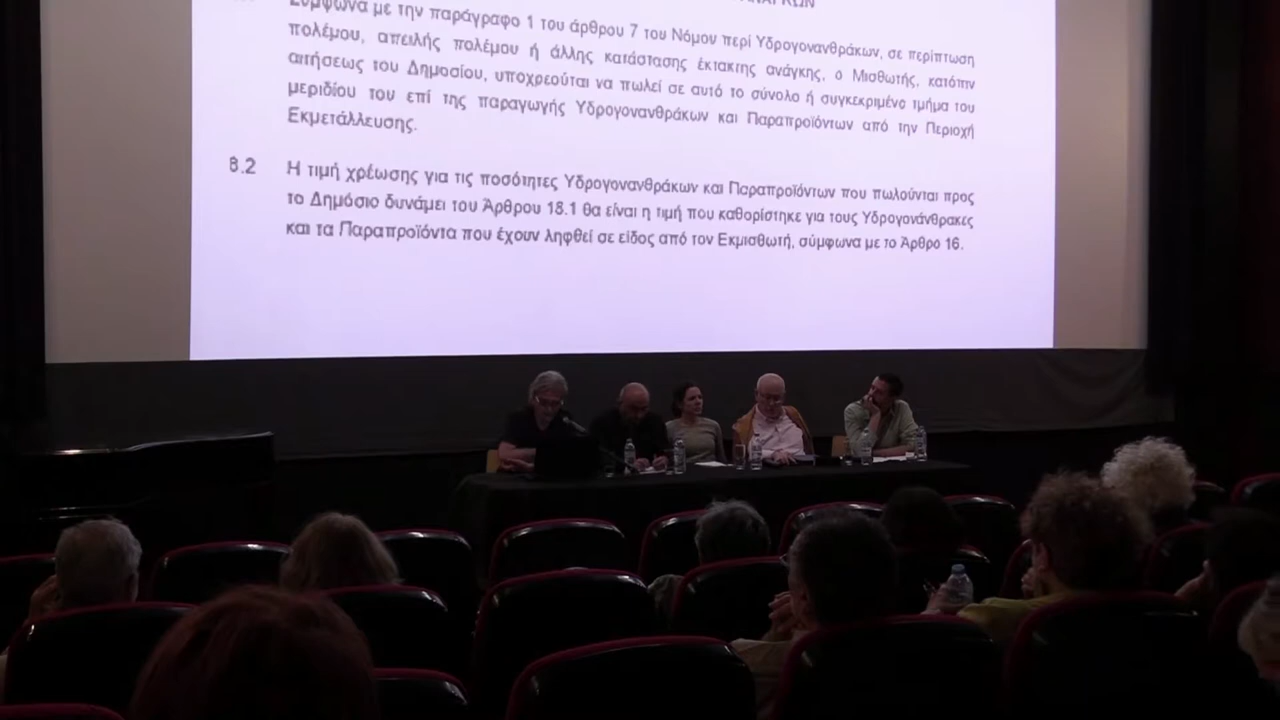 Σύμφωνα με την παράγραφο 1 του άρθρου 7 του Νόμου περί Υδρογονανθράκων, σε περίπτωση
πολέμου, απειλής πολέμου ή άλλης κατάστασης έκτακτης ανάγκης, ο Μισθωτής, κατόπιν
αιτήσεως του Δημοσίου, υποχρεούται να πωλεί σε αυτό το σύνολο ή συγκεκριμένο τμήμα του
μεριδίου του επί της παραγωγής Υδρογονανθράκων και Παραπροϊόντων από την Περιοχή
Εκμετάλλευσης.
8.2 Η τιμή χρέωσης για τις ποσότητες Υδρογονανθράκων και Παραπροϊόντων που πωλούνται προς
το Δημόσιο δυνάμει του Άρθρου 18.1 θα είναι η τιμή που καθορίστηκε για τους Υδρογονάνθρακες
και τα Παραπροϊόντα που έχουν ληφθεί σε είδος από τον Εκμισθωτή, σύμφωνα με το Άρθρο 16.